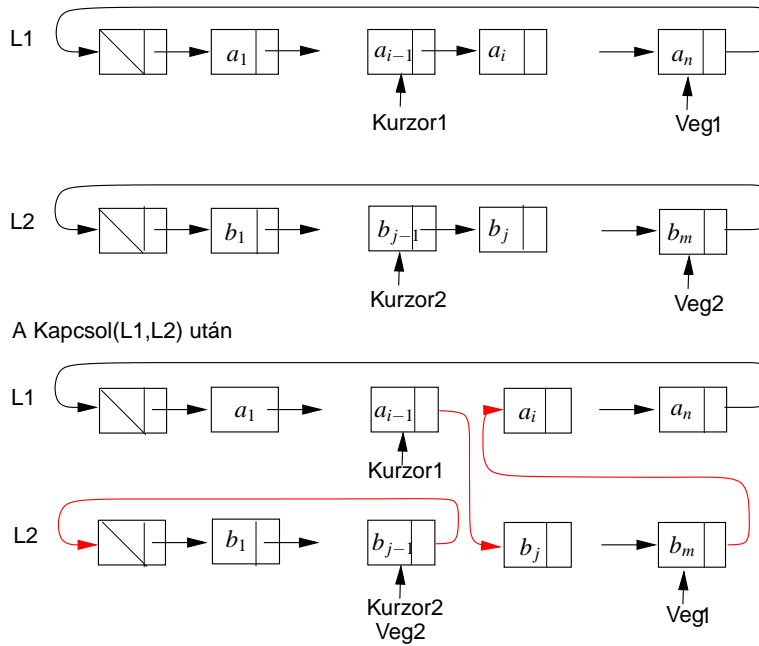 L1 a₁ aᵢ₋₁ aᵢ aₙ
Kurzor1 Veg1
L2 b₁ bⱼ₋₁ bⱼ bₘ
Kurzor2 Veg2
A Kapcsol(L1,L2) után
L1 a₁ aᵢ₋₁ aᵢ aₙ
Kurzor1
L2 b₁ bⱼ₋₁ bⱼ bₘ
Kurzor2 Veg1
Veg2